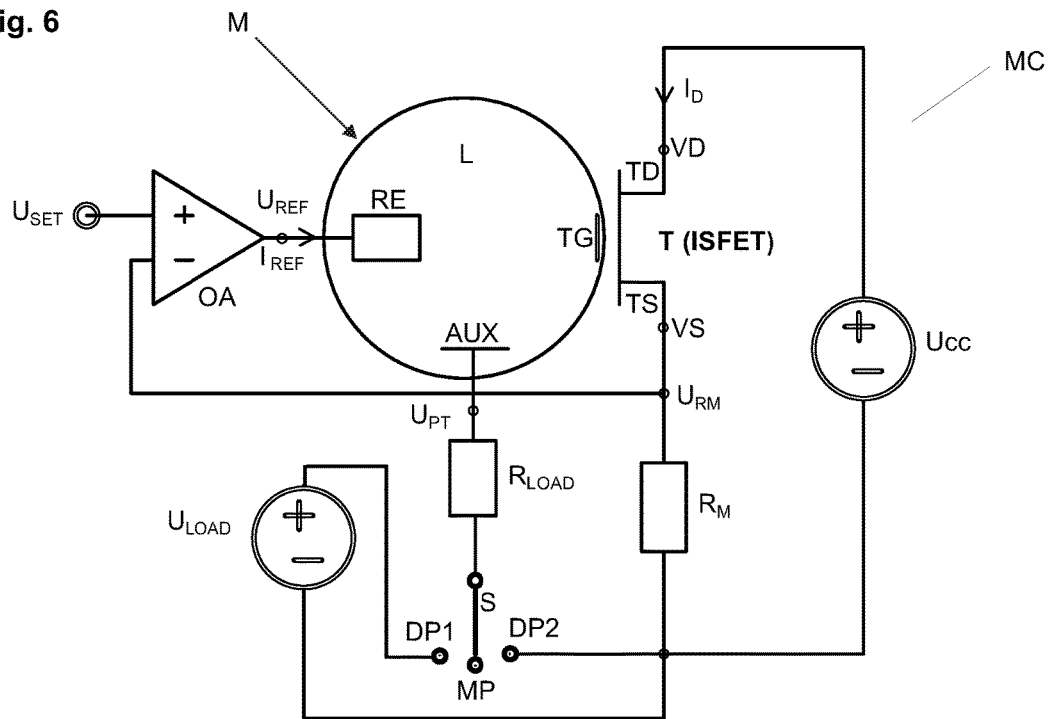 ig. 6
M
MC
I_D
VD
L
TD
U_REF
RE
U_SET
+
TG
T (ISFET)
−
I_REF
OA
TS
VS
AUX
+
−
Ucc
U_PT
U_RM
R_LOAD
R_M
U_LOAD
+
−
S
DP1
DP2
MP